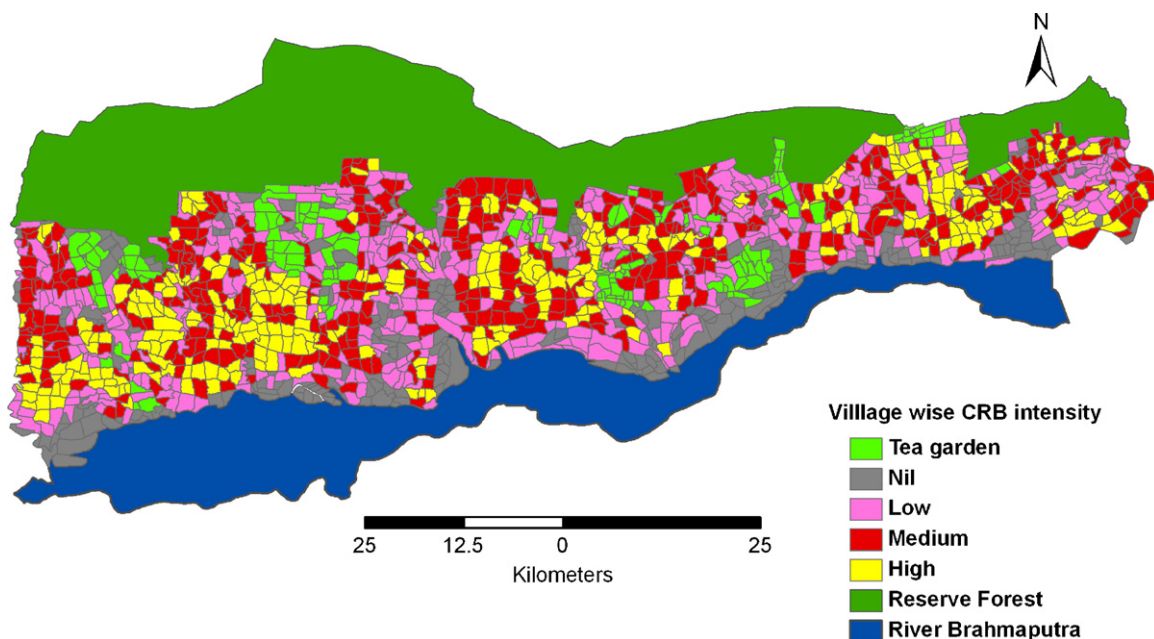 N
Villlage wise CRB intensity
Tea garden
Nil
Low
Medium
High
Reserve Forest
River Brahmaputra
25 12.5 0 25
Kilometers